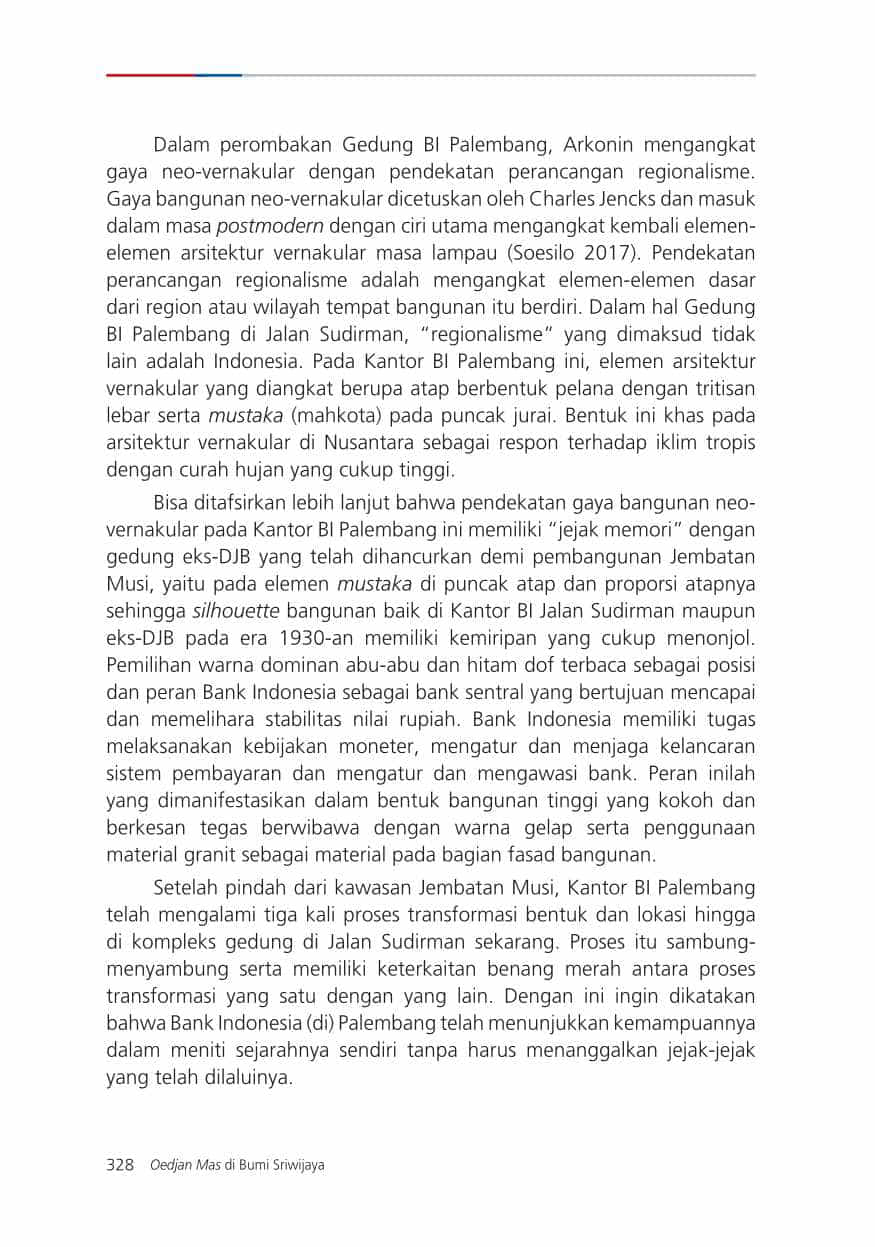 Dalam perombakan Gedung BI Palembang, Arkonin mengangkat
gaya neo-vernakular dengan pendekatan perancangan regionalisme.
Gaya bangunan neo-vernakular dicetuskan oleh Charles Jencks dan masuk
dalam masa postmodern dengan ciri utama mengangkat kembali elemen-
elemen arsitektur vernakular masa lampau (Soesilo 2017). Pendekatan
perancangan regionalisme adalah mengangkat elemen-elemen dasar
dari region atau wilayah tempat bangunan itu berdiri. Dalam hal Gedung
BI Palembang di Jalan Sudirman, “regionalisme” yang dimaksud tidak
lain adalah Indonesia. Pada Kantor BI Palembang ini, elemen arsitektur
vernakular yang diangkat berupa atap berbentuk pelana dengan tritisan
lebar serta mustaka (mahkota) pada puncak jurai. Bentuk ini khas pada
arsitektur vernakular di Nusantara sebagai respon terhadap iklim tropis
dengan curah hujan yang cukup tinggi.
Bisa ditafsirkan lebih lanjut bahwa pendekatan gaya bangunan neo-
vernakular pada Kantor BI Palembang ini memiliki “jejak memori” dengan
gedung eks-DJB yang telah dihancurkan demi pembangunan Jembatan
Musi, yaitu pada elemen mustaka di puncak atap dan proporsi atapnya
sehingga silhouette bangunan baik di Kantor BI Jalan Sudirman maupun
eks-DJB pada era 1930-an memiliki kemiripan yang cukup menonjol.
Pemilihan warna dominan abu-abu dan hitam dof terbaca sebagai posisi
dan peran Bank Indonesia sebagai bank sentral yang bertujuan mencapai
dan memelihara stabilitas nilai rupiah. Bank Indonesia memiliki tugas
melaksanakan kebijakan moneter, mengatur dan menjaga kelancaran
sistem pembayaran dan mengatur dan mengawasi bank. Peran inilah
yang dimanifestasikan dalam bentuk bangunan tinggi yang kokoh dan
berkesan tegas berwibawa dengan warna gelap serta penggunaan
material granit sebagai material pada bagian fasad bangunan.
Setelah pindah dari kawasan Jembatan Musi, Kantor BI Palembang
telah mengalami tiga kali proses transformasi bentuk dan lokasi hingga
di kompleks gedung di Jalan Sudirman sekarang. Proses itu sambung-
menyambung serta memiliki keterkaitan benang merah antara proses
transformasi yang satu dengan yang lain. Dengan ini ingin dikatakan
bahwa Bank Indonesia (di) Palembang telah menunjukkan kemampuannya
dalam meniti sejarahnya sendiri tanpa harus menanggalkan jejak-jejak
yang telah dilaluinya.
328 Oedjan Mas di Bumi Sriwijaya